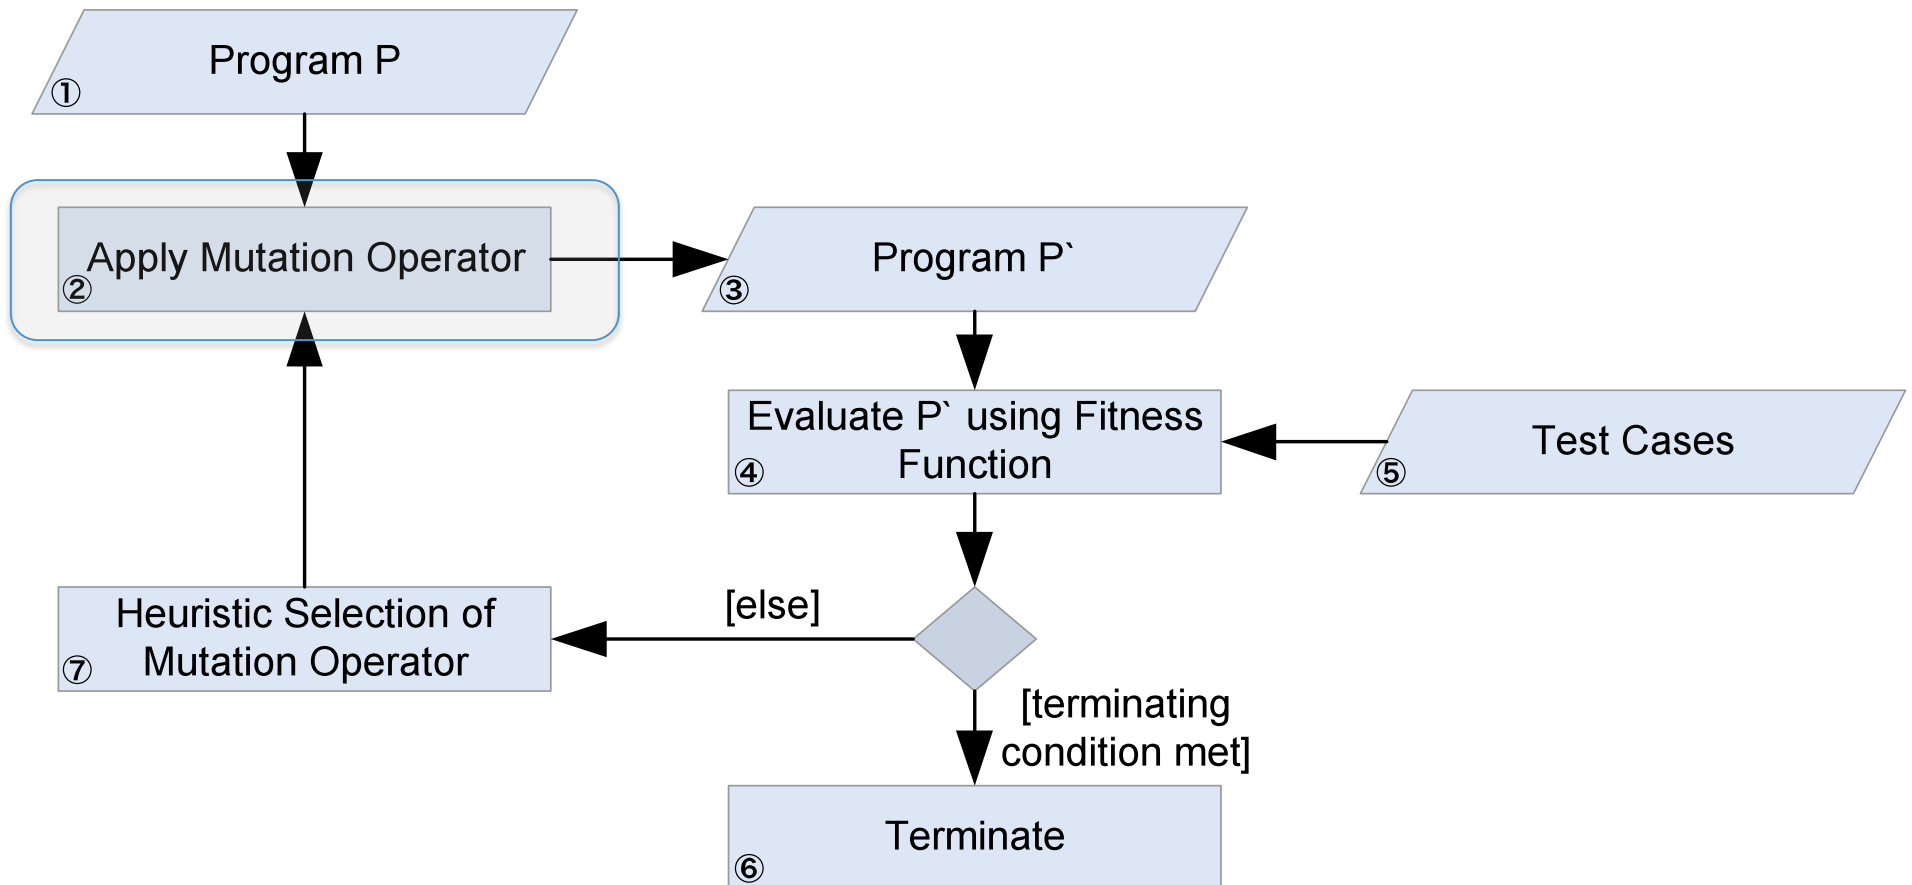 Program P
①
Apply Mutation Operator
②
Program P`
③
Evaluate P` using Fitness
Function
④
Test Cases
⑤
[else]
Heuristic Selection of
Mutation Operator
⑦
[terminating
condition met]
Terminate
⑥